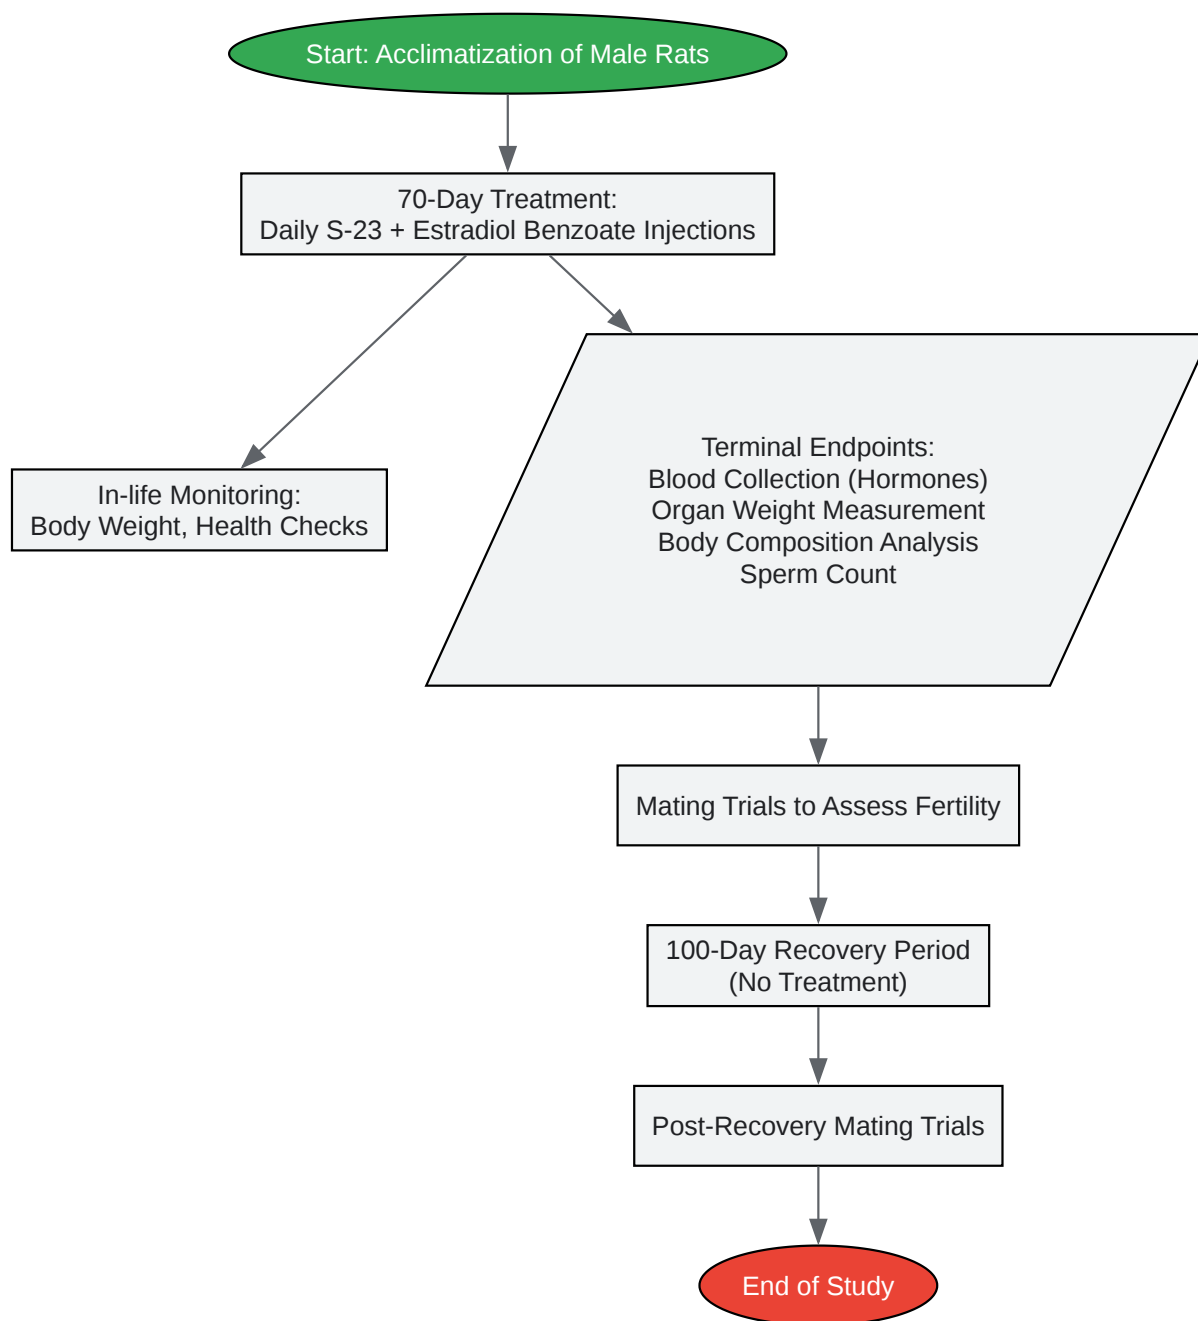 Start: Acclimatization of Male Rats
70-Day Treatment:
Daily S-23 + Estradiol Benzoate Injections
In-life Monitoring:
Body Weight, Health Checks
Terminal Endpoints:
Blood Collection (Hormones)
Organ Weight Measurement
Body Composition Analysis
Sperm Count
Mating Trials to Assess Fertility
100-Day Recovery Period
(No Treatment)
Post-Recovery Mating Trials
End of Study